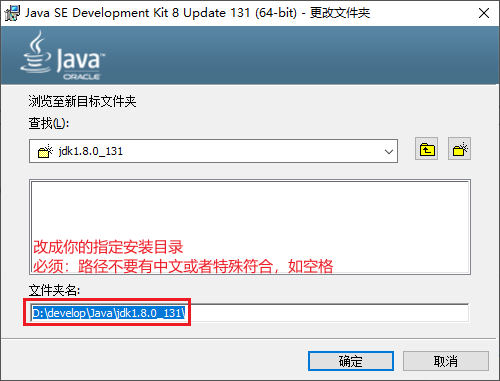 Java SE Development Kit 8 Update 131 (64-bit) - 更改文件夹
Java
ORACLE
浏览至新目标文件夹
查找(L):
jdk1.8.0_131
改成你的指定安装目录
必须：路径不要有中文或者特殊符合，如空格
文件夹名:
D:\develop\Java\jdk1.8.0_131\
确定
取消